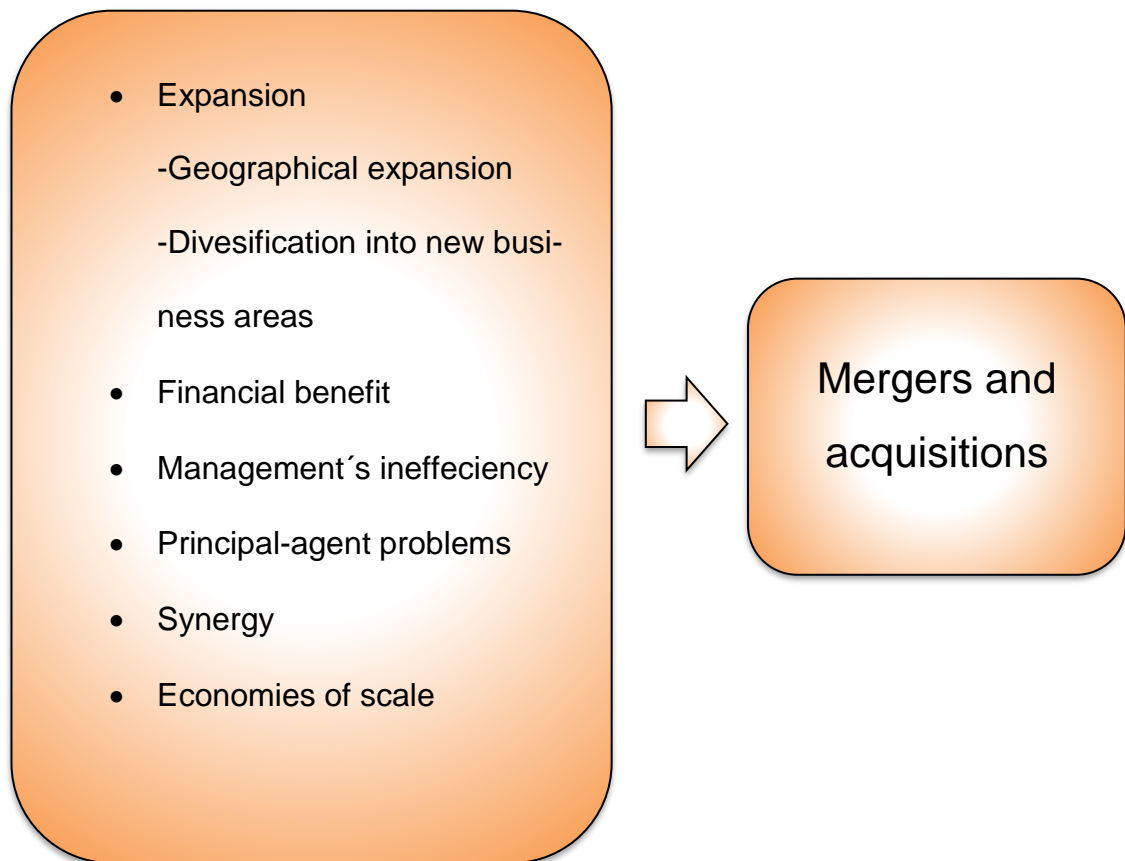 • Expansion
-Geographical expansion
-Divesification into new busi-
ness areas
• Financial benefit
• Management´s ineffeciency
• Principal-agent problems
• Synergy
• Economies of scale
Mergers and
acquisitions